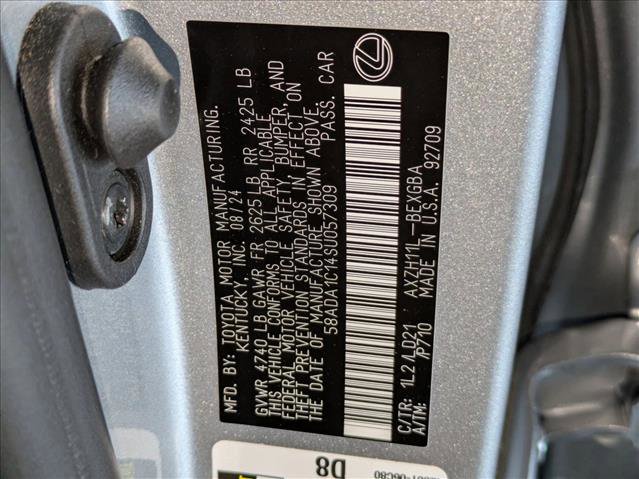 MFD. BY: TOYOTA MOTOR MANUFACTURING.
KENTUCKY, INC. 08/24
GVWR 4740 LB GAWR FR 2625 LB RR 2425 LB
THIS VEHICLE CONFORMS TO ALL APPLICABLE
FEDERAL MOTOR VEHICLE SAFETY, BUMPER, AND
THEFT PREVENTION STANDARDS IN EFFECT ON
THE DATE OF MANUFACTURE SHOWN ABOVE.
58ADA1C14SU057309 PASS. CAR
C/TR: 1L2 /LD21 AXZH11L-BEXGBA
A/TM: /P710 MADE IN U.S.A. 92709
D8